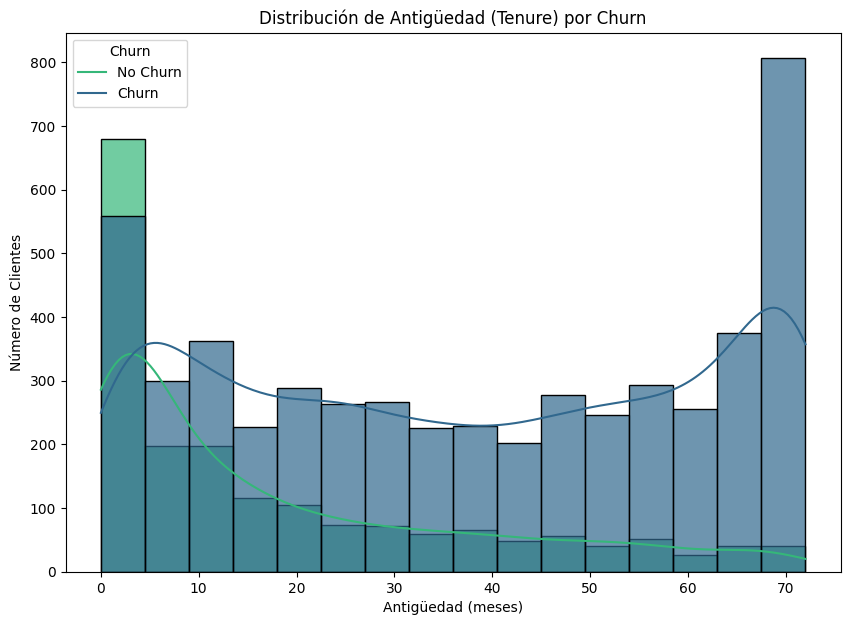 Distribución de Antigüedad (Tenure) por Churn
Churn
No Churn
Churn
Número de Clientes
800
700
600
500
400
300
200
100
0
0 10 20 30 40 50 60 70
Antigüedad (meses)